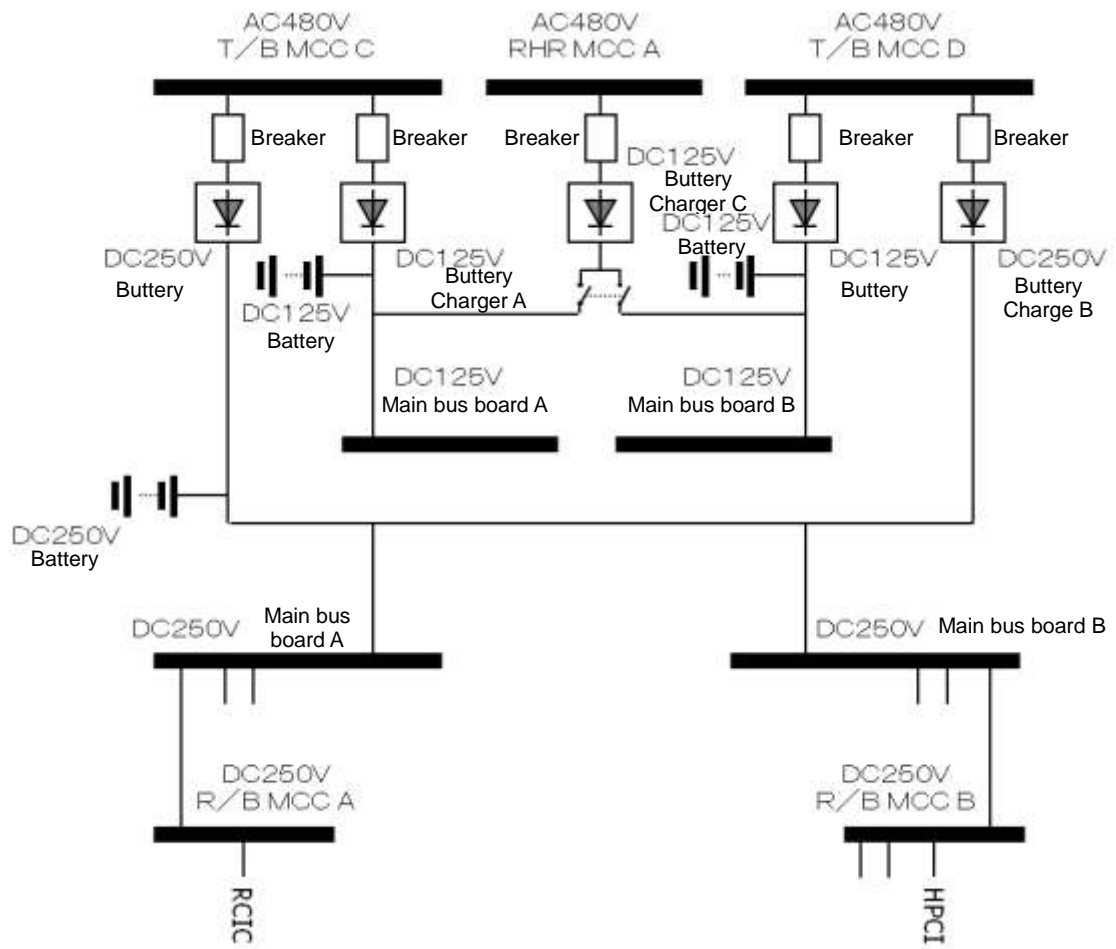 AC480V
T/B MCC C
AC480V
RHR MCC A
AC480V
T/B MCC D
Breaker
Breaker
Breaker
Breaker
Breaker
DC125V
Buttery
Charger C
DC125V
Battery
DC250V
Buttery
DC125V
Buttery
Charger A
DC125V
Battery
DC125V
Buttery
DC250V
Buttery
Charge B
DC125V
Main bus board A
DC125V
Main bus board B
DC250V
Battery
DC250V
Main bus
board A
DC250V
Main bus board B
DC250V
R/B MCC A
DC250V
R/B MCC B
RCIC
HPCI